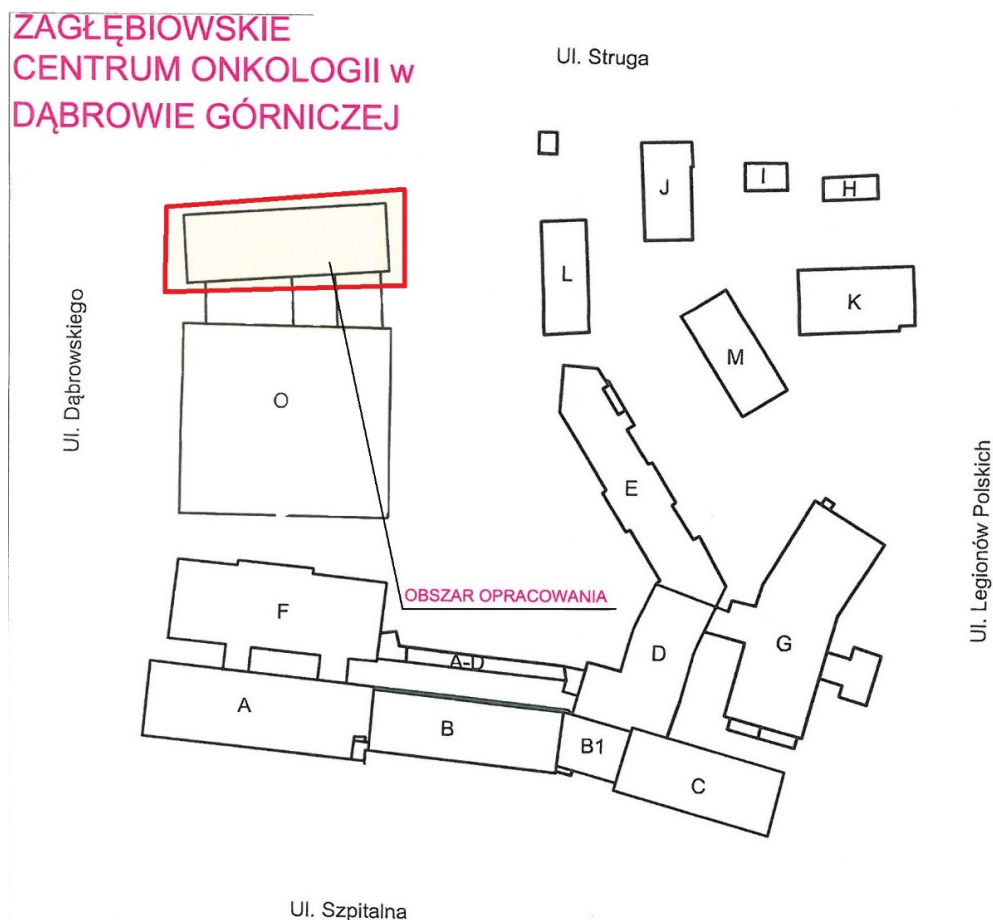 ZAGŁĘBIOWSKIE
CENTRUM ONKOLOGII w
DĄBROWIE GÓRNICZEJ
Ul. Struga
J
I
H
L
K
Ul. Dąbrowskiego
M
O
E
Ul. Legionów Polskich
OBSZAR OPRACOWANIA
F
D
G
A-D
A
B
B1
C
Ul. Szpitalna